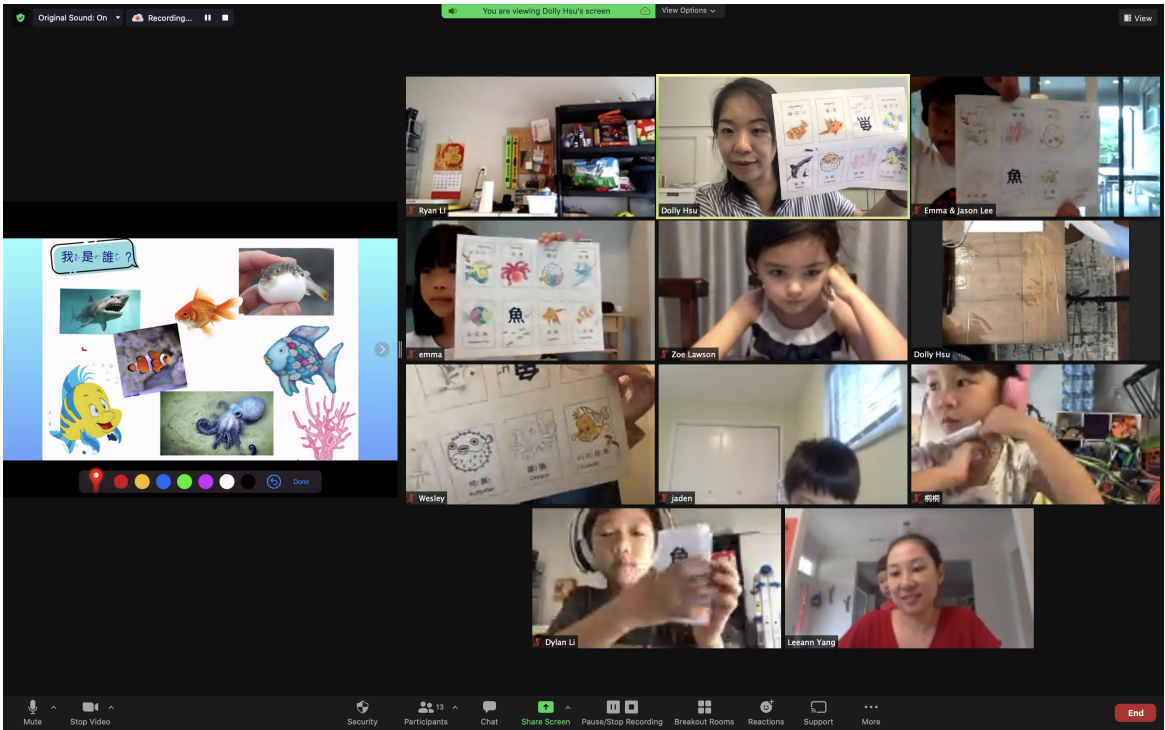 Original Sound: On
Recording...
You are viewing Dolly Hsu's screen
View Options
View
我是誰?
Done
Ryan LI
Dolly Hsu
魚
Emma & Jason Lee
魚
魚
emma
Zoe Lawson
Dolly Hsu
Pufferfish
Wesley
jaden
桐桐
魚
Dylan Li
Leeann Yang
Mute
Stop Video
Security
Participants
13
Chat
Share Screen
Pause/Stop Recording
Breakout Rooms
Reactions
Support
More
End